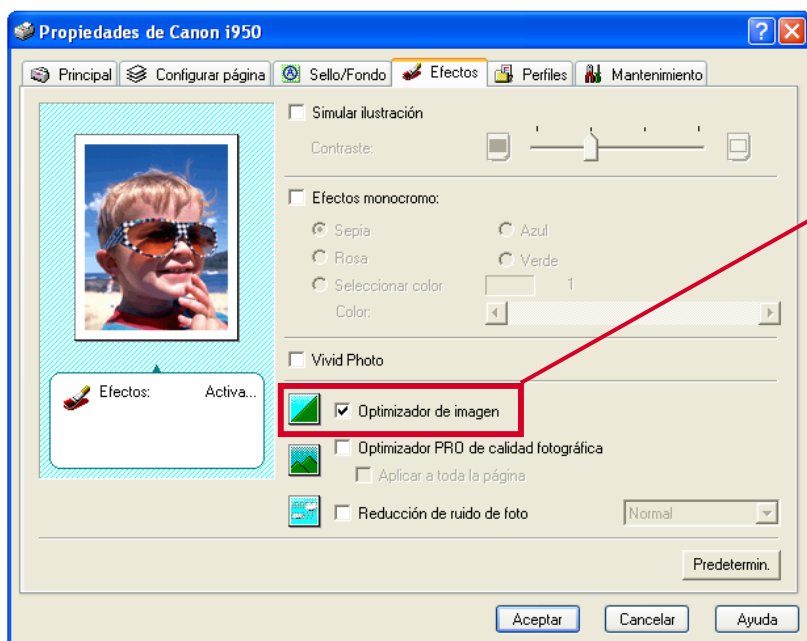 Propiedades de Canon i950
Principal Configurar página Sello/Fondo Efectos Perfiles Mantenimiento
Simular ilustración
Contraste:
Efectos monocromo:
Sepia Azul
Rosa Verde
Seleccionar color 1
Color:
Vivid Photo
Efectos: Activa...
Optimizador de imagen
Optimizador PRO de calidad fotográfica
Aplicar a toda la página
Reducción de ruido de foto Normal
Predetermin.
Aceptar Cancelar Ayuda